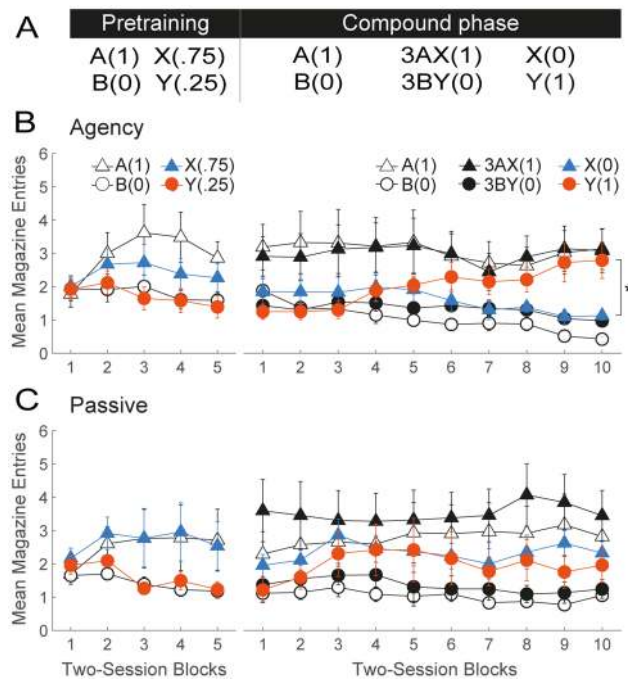 A
Pretraining Compound phase
A(1) X(.75) A(1) 3AX(1) X(0)
B(0) Y(.25) B(0) 3BY(0) Y(1)
B Agency
A(1) X(.75) A(1) 3AX(1) X(0)
B(0) Y(.25) B(0) 3BY(0) Y(1)
Mean Magazine Entries
6
5
4
3
2
1
0
*
1 2 3 4 5 1 2 3 4 5 6 7 8 9 10
C Passive
Mean Magazine Entries
6
5
4
3
2
1
0
1 2 3 4 5 1 2 3 4 5 6 7 8 9 10
Two-Session Blocks Two-Session Blocks